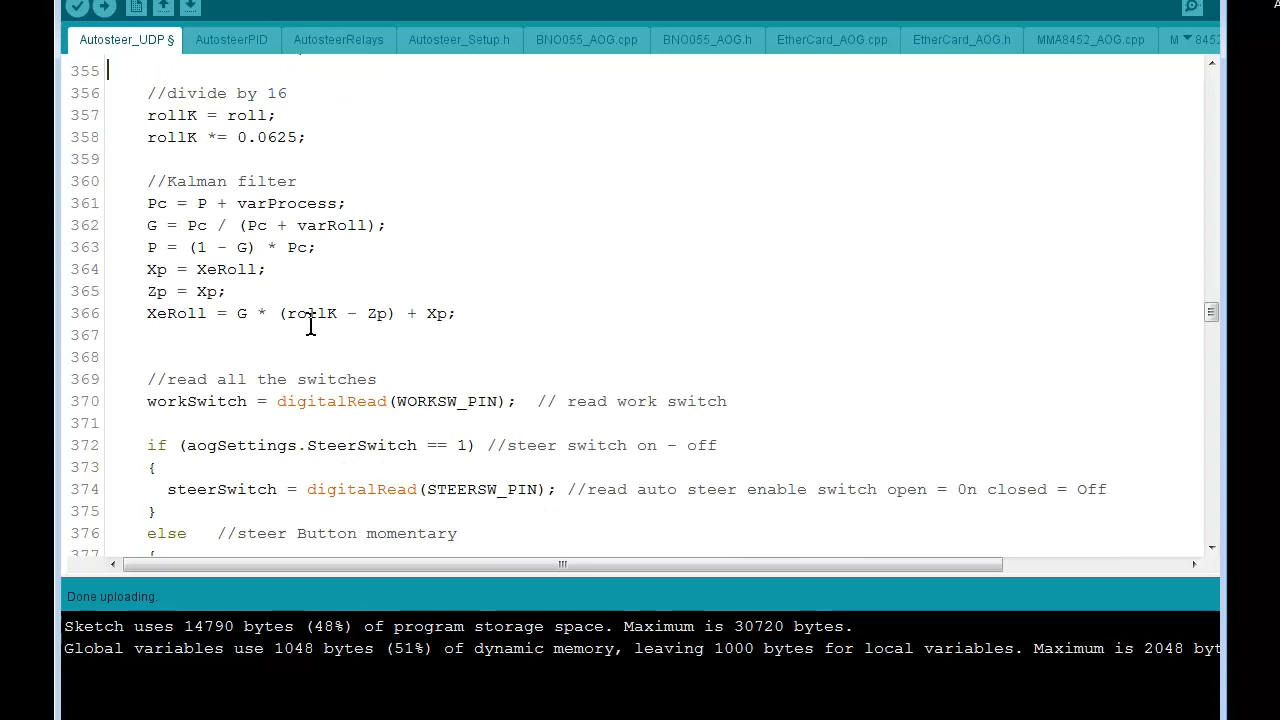 Autosteer_UDP § AutosteerPID AutosteerRelays Autosteer_Setup.h BNO055_AOG.cpp BNO055_AOG.h EtherCard_AOG.cpp EtherCard_AOG.h MMA8452_AOG.cpp M 8452
355
356 //divide by 16
357 rollK = roll;
358 rollK *= 0.0625;
359
360 //Kalman filter
361 Pc = P + varProcess;
362 G = Pc / (Pc + varRoll);
363 P = (1 - G) * Pc;
364 Xp = XeRoll;
365 Zp = Xp;
366 XeRoll = G * (rollK - Zp) + Xp;
367
368
369 //read all the switches
370 workSwitch = digitalRead(WORKSW_PIN); // read work switch
371
372 if (aogSettings.SteerSwitch == 1) //steer switch on - off
373 {
374 steerSwitch = digitalRead(STEERSW_PIN); //read auto steer enable switch open = 0n closed = Off
375 }
376 else //steer Button momentary
377 {
Done uploading.
Sketch uses 14790 bytes (48%) of program storage space. Maximum is 30720 bytes.
Global variables use 1048 bytes (51%) of dynamic memory, leaving 1000 bytes for local variables. Maximum is 2048 byt